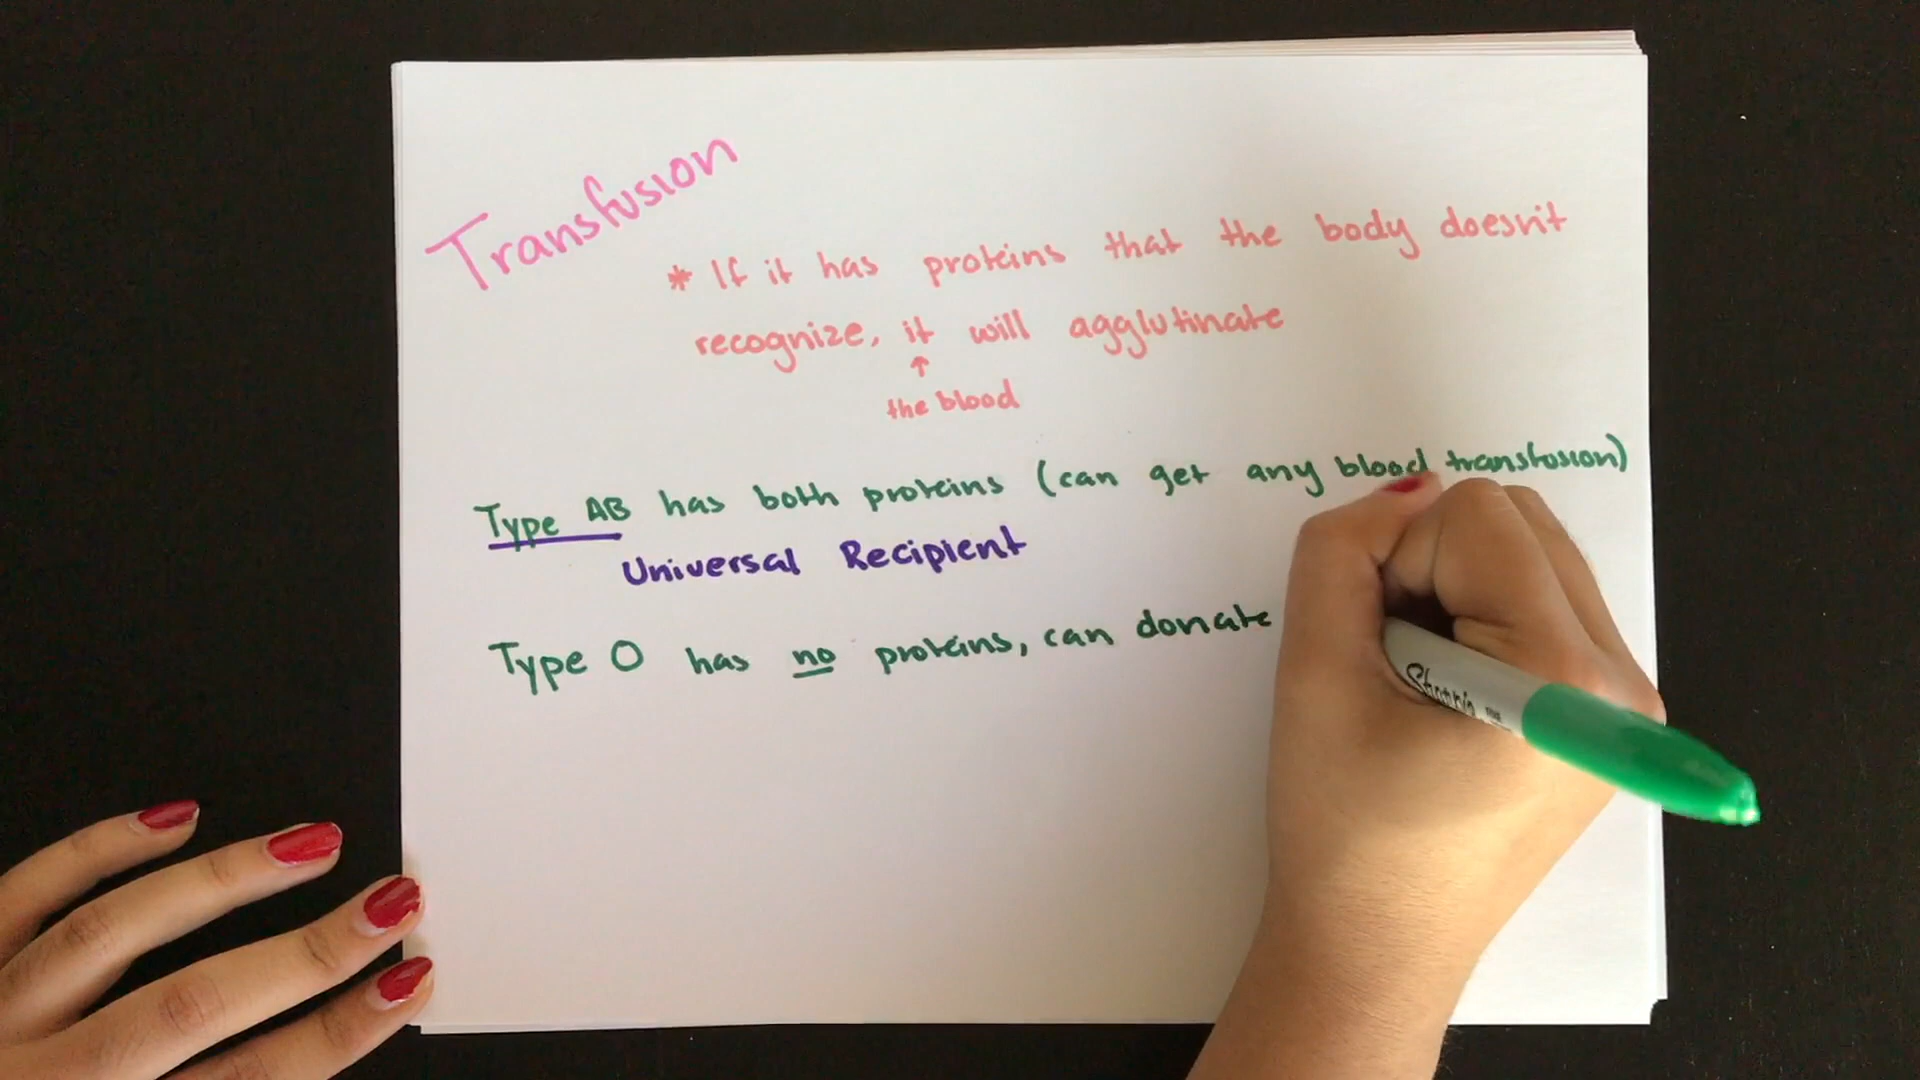 Transfusion
* If it has proteins that the body doesn't
recognize, it will agglutinate
↑
the blood
Type AB has both proteins (can get any blood transfusion)
Universal Recipient
Type O has no proteins, can donate
Sharpie